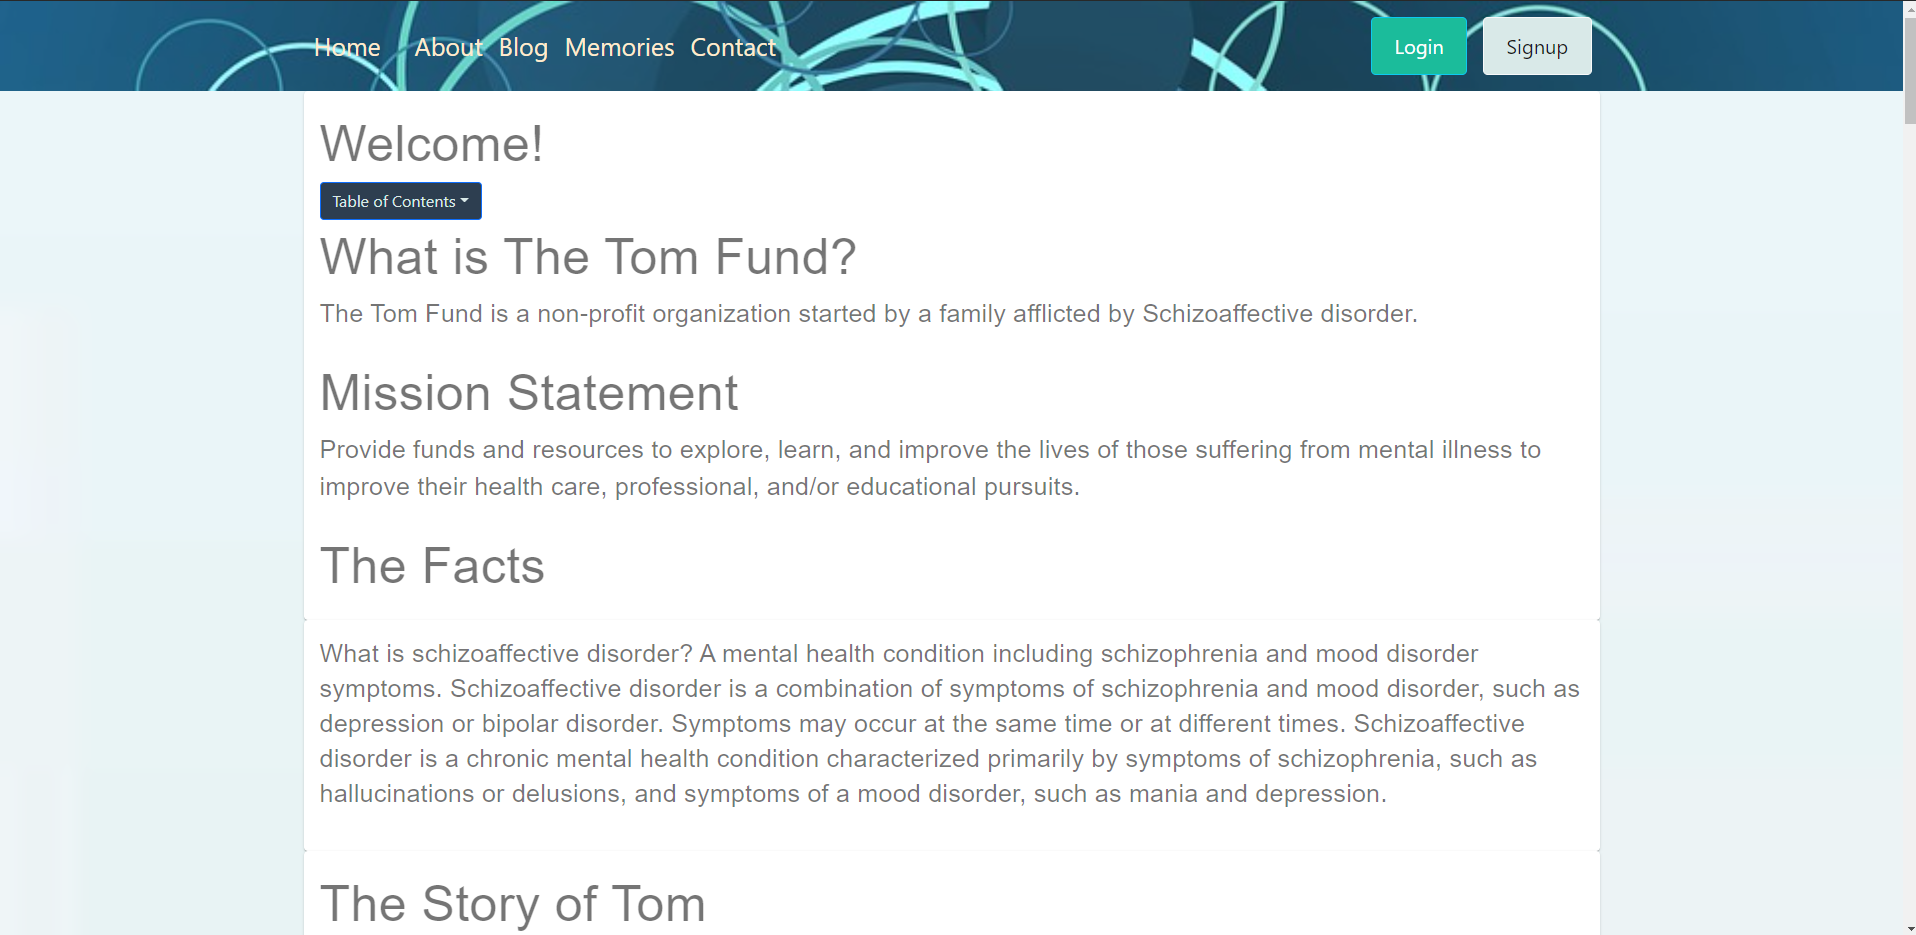 Home About Blog Memories Contact Login Signup
Welcome!
Table of Contents
What is The Tom Fund?
The Tom Fund is a non-profit organization started by a family afflicted by Schizoaffective disorder.
Mission Statement
Provide funds and resources to explore, learn, and improve the lives of those suffering from mental illness to
improve their health care, professional, and/or educational pursuits.
The Facts
What is schizoaffective disorder? A mental health condition including schizophrenia and mood disorder
symptoms. Schizoaffective disorder is a combination of symptoms of schizophrenia and mood disorder, such as
depression or bipolar disorder. Symptoms may occur at the same time or at different times. Schizoaffective
disorder is a chronic mental health condition characterized primarily by symptoms of schizophrenia, such as
hallucinations or delusions, and symptoms of a mood disorder, such as mania and depression.
The Story of Tom